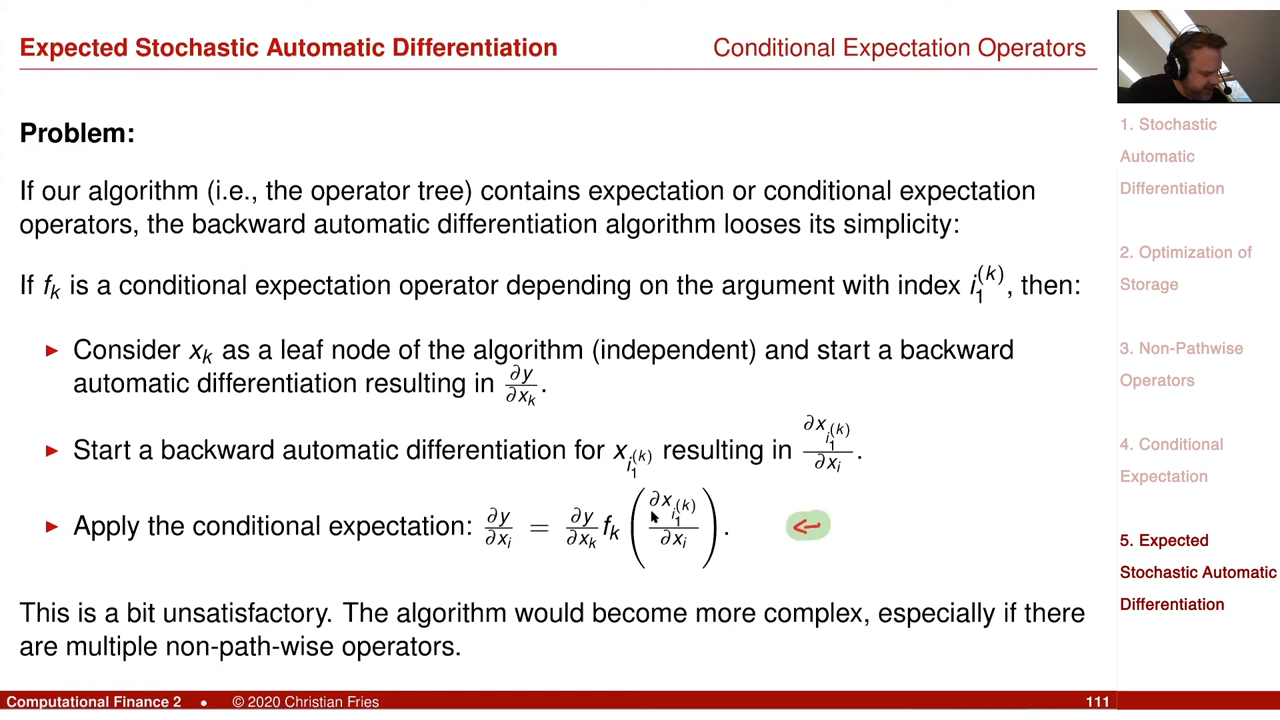 Expected Stochastic Automatic Differentiation
Conditional Expectation Operators
Problem:
If our algorithm (i.e., the operator tree) contains expectation or conditional expectation
operators, the backward automatic differentiation algorithm looses its simplicity:
If f_k is a conditional expectation operator depending on the argument with index i_1^{(k)}, then:
▶ Consider x_k as a leaf node of the algorithm (independent) and start a backward
automatic differentiation resulting in ∂y/∂x_k.
▶ Start a backward automatic differentiation for x_{i_1^{(k)}} resulting in ∂x_{i_1^{(k)}}/∂x_i.
▶ Apply the conditional expectation: ∂y/∂x_i = ∂y/∂x_k f_k (∂x_{i_1^{(k)}}/∂x_i).
This is a bit unsatisfactory. The algorithm would become more complex, especially if there
are multiple non-path-wise operators.
1. Stochastic
Automatic
Differentiation
2. Optimization of
Storage
3. Non-Pathwise
Operators
4. Conditional
Expectation
5. Expected
Stochastic Automatic
Differentiation
Computational Finance 2 • © 2020 Christian Fries 111